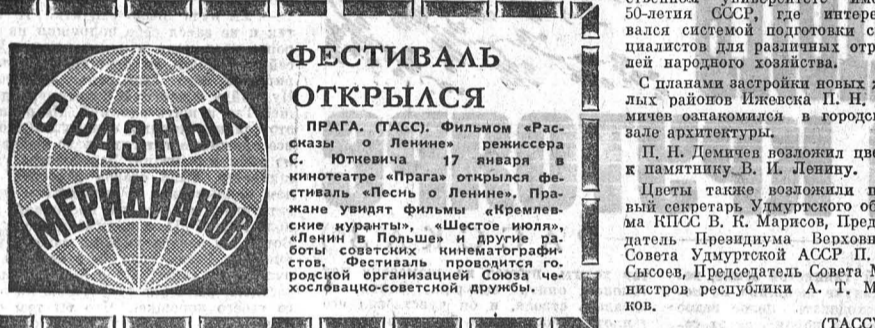 С РАЗНЫХ
МЕРИДИАНОВ
ФЕСТИВАЛЬ
ОТКРЫЛСЯ
ПРАГА. (ТАСС). Фильмом «Рас-
сказы о Ленине» режиссера
С. Юткевича 17 января в
кинотеатре «Прага» открылся фе-
стиваль «Песнь о Ленине». Пра-
жане увидят фильмы «Кремлев-
ские куранты», «Шестое июля»,
«Ленин в Польше» и другие ра-
боты советских кинематографи-
стов. Фестиваль проводится го-
родской организацией Союза че-
хословацко-советской дружбы.
50-летия СССР, где интере
вался системой подготовки с
циалистов для различных отр
лей народного хозяйства.
С планами застройки новых
лых районов Ижевска П. Н.
мичев ознакомился в городс
зале архитектуры.
П. Н. Демичев возложил цве
к памятнику В. И. Ленину.
Цветы также возложили п
вый секретарь Удмуртского об
ма КПСС В. К. Марисов, Пред
датель Президиума Верховн
Совета Удмуртской АССР П.
Сысоев, Председатель Совета М
нистров республики А. Т. М
ков.
(ТАСС)